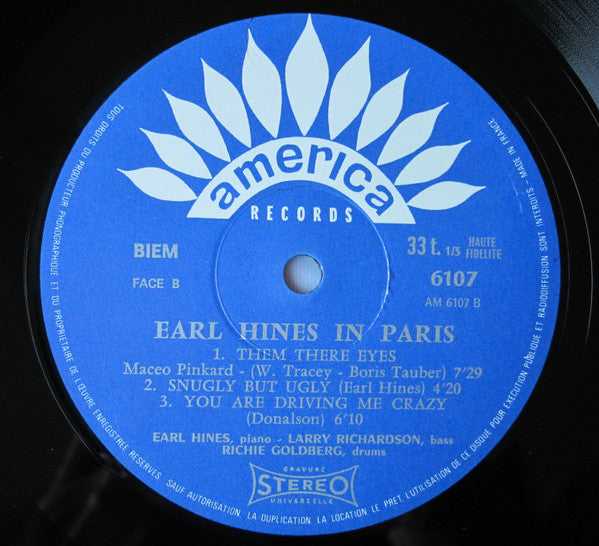 america
RECORDS
BIEM
FACE B
33 t. 1/3 HAUTE FIDELITE
6107
AM 6107 B
EARL HINES IN PARIS
1. THEM THERE EYES
Maceo Pinkard - (W. Tracey - Boris Tauber) 7'29
2. SNUGLY BUT UGLY (Earl Hines) 4'20
3. YOU ARE DRIVING ME CRAZY
(Donalson) 6'10
EARL HINES, piano - LARRY RICHARDSON, bass
RICHIE GOLDBERG, drums
GRAVURE
STEREO
UNIVERSELLE
TOUS DROITS DU PRODUCTEUR PHONOGRAPHIQUE ET DU PROPRIETAIRE DE L'ŒUVRE ENREGISTREE RESERVES. SAUF AUTORISATION, LA DUPLICATION, LA LOCATION, LE PRET, L'UTILISATION DE CE DISQUE POUR EXECUTION PUBLIQUE ET RADIODIFFUSION SONT INTERDITS - MADE IN FRANCE